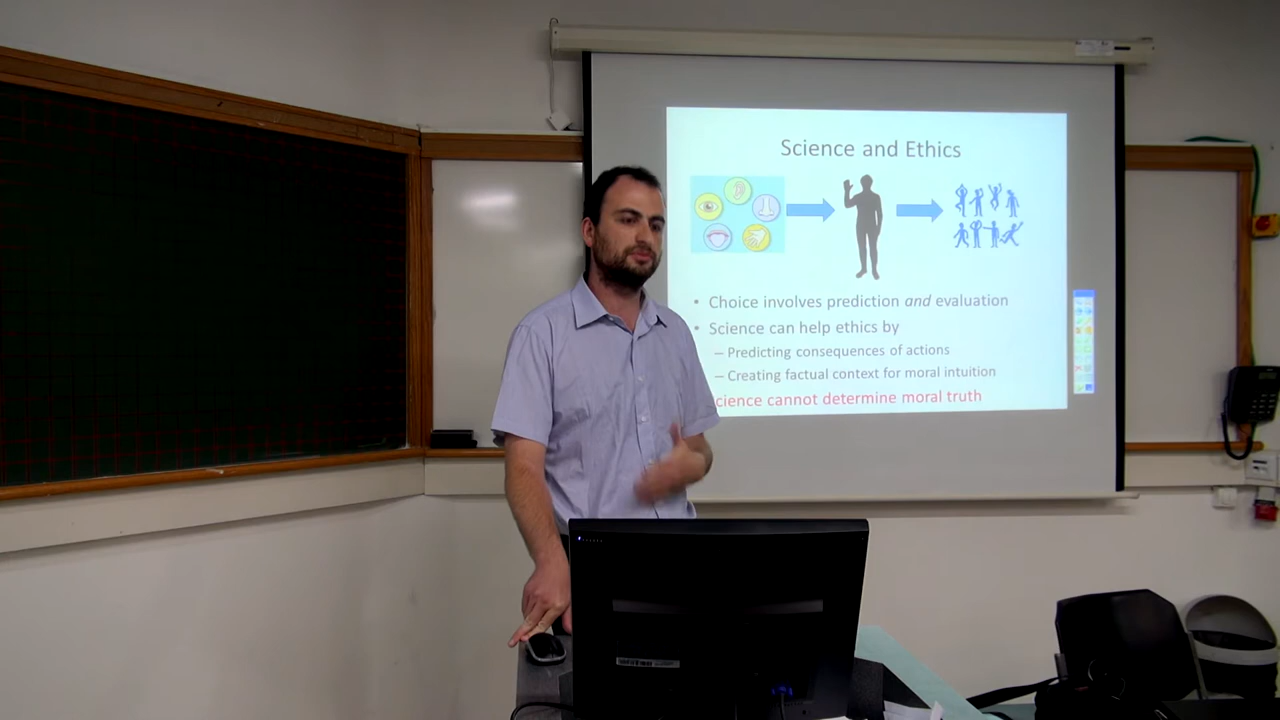 Science and Ethics
• Choice involves prediction and evaluation
• Science can help ethics by
– Predicting consequences of actions
– Creating factual context for moral intuition
cience cannot determine moral truth